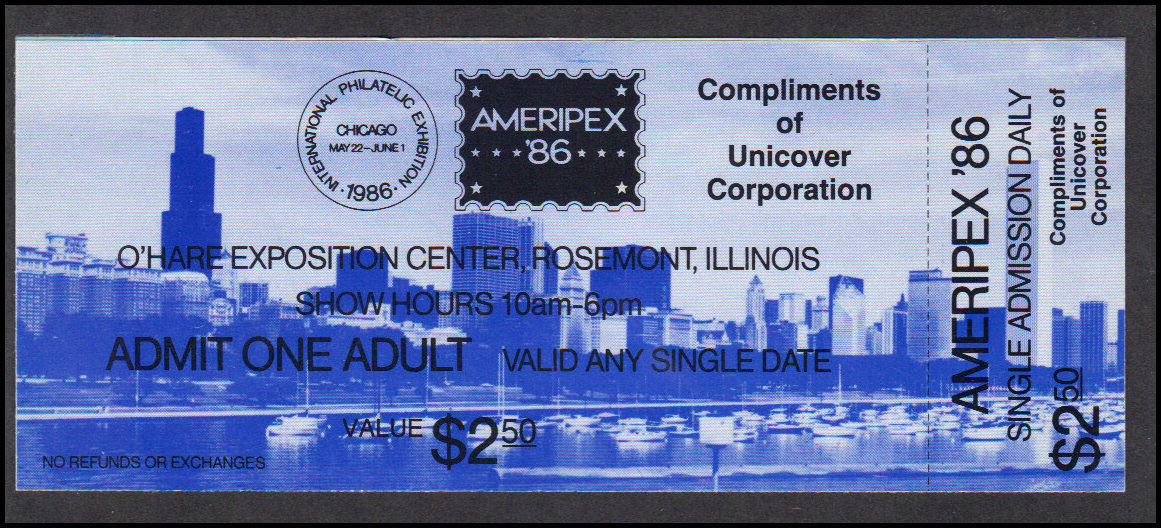 INTERNATIONAL PHILATELIC EXHIBITION
CHICAGO
MAY 22-JUNE 1
·1986·
AMERIPEX
'86
Compliments
of
Unicover
Corporation
O'HARE EXPOSITION CENTER, ROSEMONT, ILLINOIS
SHOW HOURS 10am-6pm
ADMIT ONE ADULT VALID ANY SINGLE DATE
VALUE $2 50
NO REFUNDS OR EXCHANGES
AMERIPEX '86
SINGLE ADMISSION DAILY
Compliments of
Unicover
Corporation
$2 50